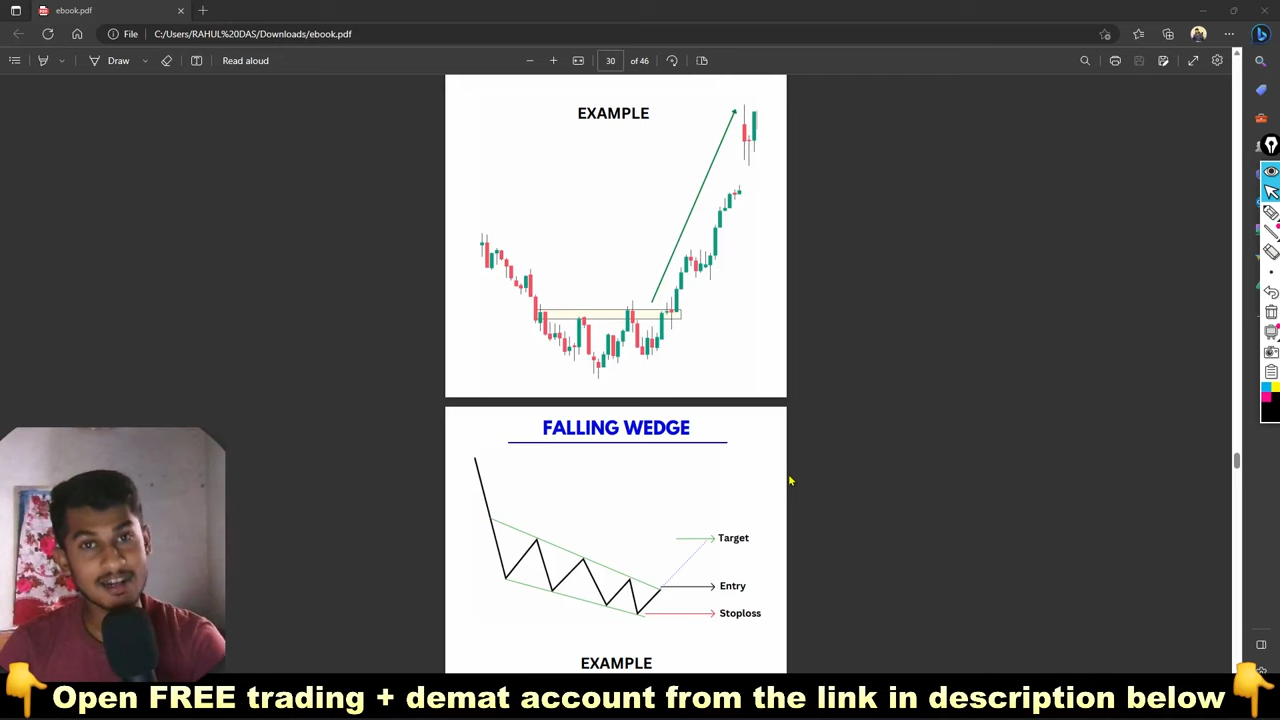 ebook.pdf
File
C:/Users/RAHUL%20DAS/Downloads/ebook.pdf
Draw
Read aloud
30
of 46
EXAMPLE
FALLING WEDGE
Target
Entry
Stoploss
EXAMPLE
Open FREE trading + demat account from the link in description below